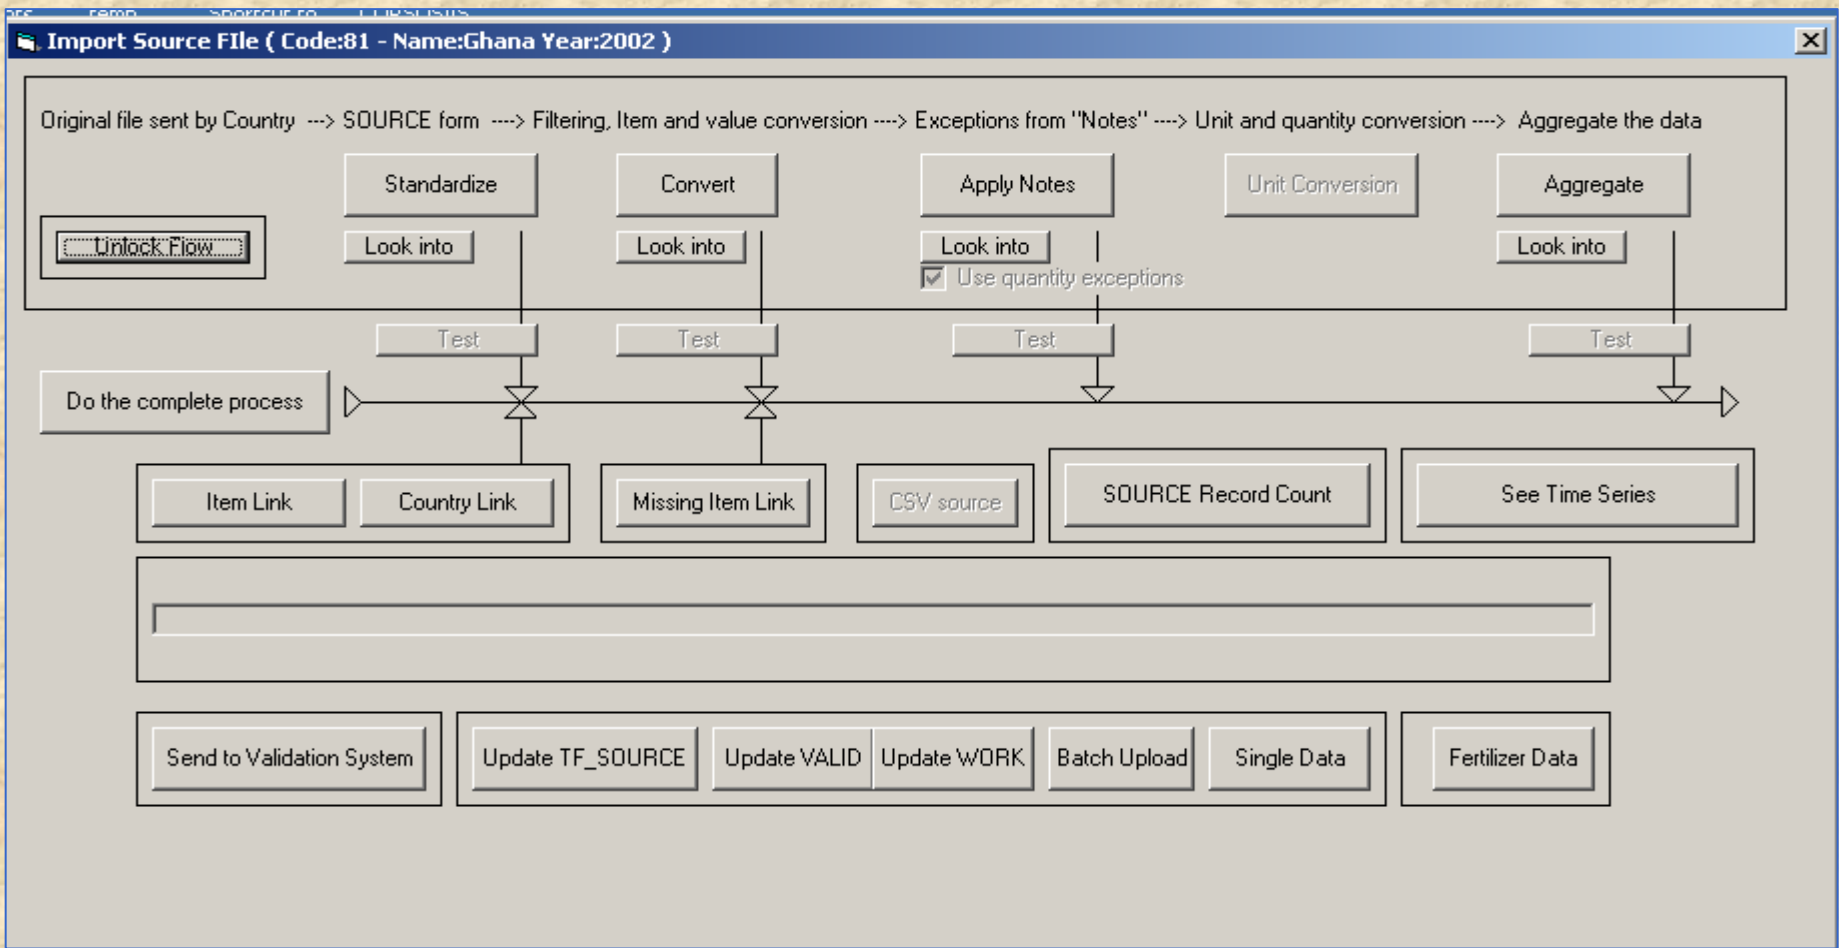 Temp Shortcut to
Import Source FIle ( Code:81 - Name:Ghana Year:2002 )
Original file sent by Country ---> SOURCE form ----> Filtering, Item and value conversion ----> Exceptions from "Notes" ----> Unit and quantity conversion ----> Aggregate the data
Standardize Convert Apply Notes Unit Conversion Aggregate
Unlock Flow Look into Look into Look into Look into
Use quantity exceptions
Test Test Test Test
Do the complete process
Item Link Country Link Missing Item Link CSV source SOURCE Record Count See Time Series
Send to Validation System Update TF_SOURCE Update VALID Update WORK Batch Upload Single Data Fertilizer Data